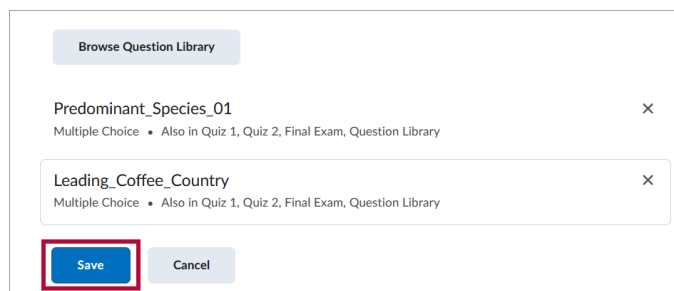 Browse Question Library
Predominant_Species_01
Multiple Choice • Also in Quiz 1, Quiz 2, Final Exam, Question Library
Leading_Coffee_Country
Multiple Choice • Also in Quiz 1, Quiz 2, Final Exam, Question Library
Save Cancel